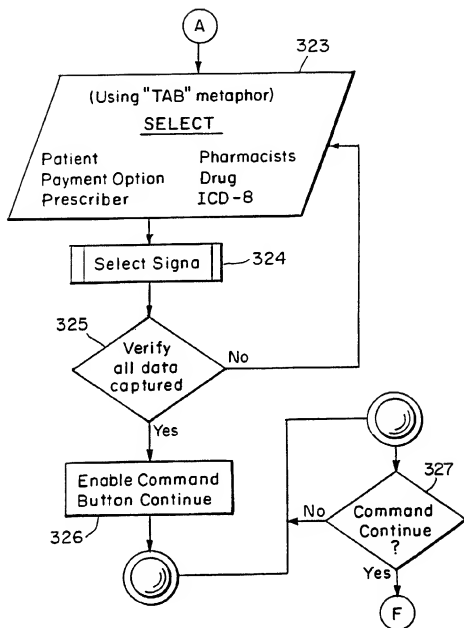 A
323
(Using "TAB" metaphor)
SELECT
Patient Pharmacists
Payment Option Drug
Prescriber ICD-8
Select Signa
324
325
Verify
all data
captured
No
Yes
Enable Command
Button Continue
326
327
Command
Continue
?
No
Yes
F